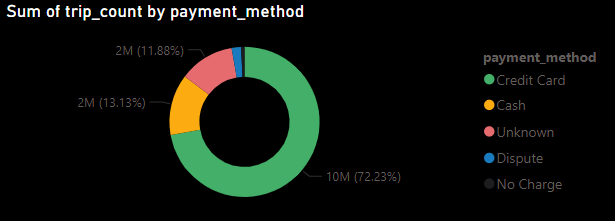 Sum of trip_count by payment_method
2M (11.88%)
2M (13.13%)
10M (72.23%)
payment_method
Credit Card
Cash
Unknown
Dispute
No Charge